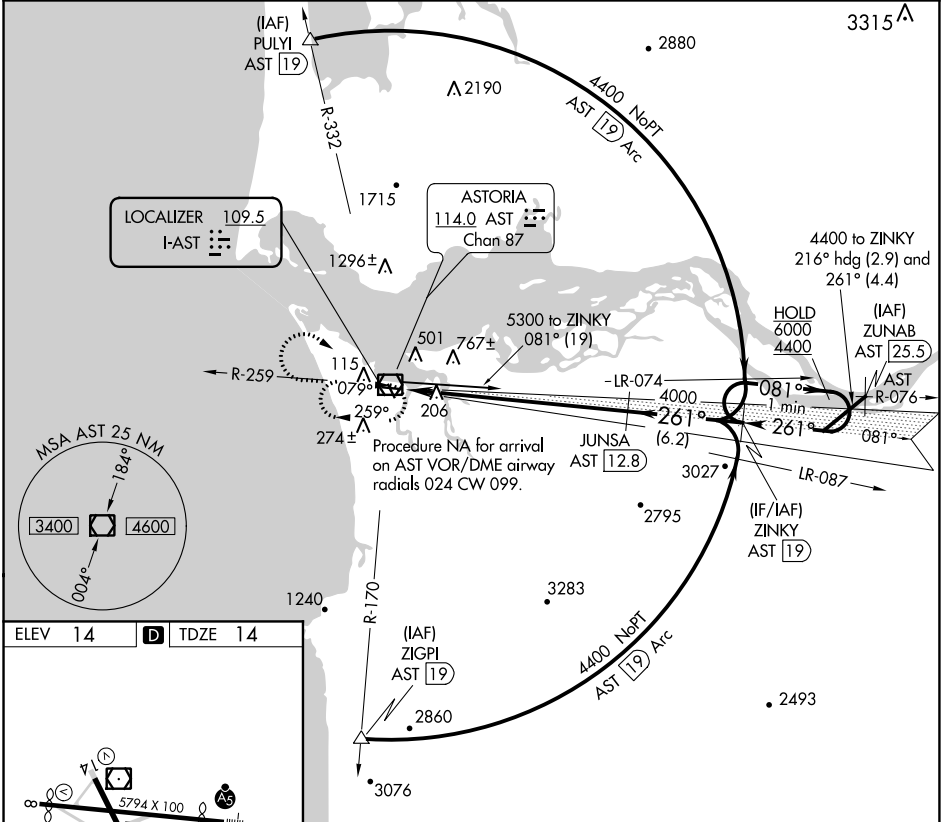 (IAF)
PULYI
AST 19
R-332
2880
3315
2190
4400 NoPT
AST 19 Arc
1715
LOCALIZER 109.5
I-AST
ASTORIA
114.0 AST
Chan 87
1296±
4400 to ZINKY
216° hdg (2.9) and
261° (4.4)
HOLD
6000
4400
(IAF)
ZUNAB
AST 25.5
5300 to ZINKY
081° (19)
501
767±
115
R-259
079°
259°
206
274±
LR-074
4000
081°
1 min
261°
261°
(6.2)
AST
R-076
081°
LR-087
JUNSA
AST 12.8
3027
Procedure NA for arrival
on AST VOR/DME airway
radials 024 CW 099.
(IF/IAF)
ZINKY
AST 19
MSA AST 25 NM
184°
3400
4600
004°
2795
3283
1240
R-170
(IAF)
ZIGPI
AST 19
4400 NoPT
AST 19 Arc
2860
2493
3076
ELEV 14 D TDZE 14
14
V
8
V
5794 X 100
A5